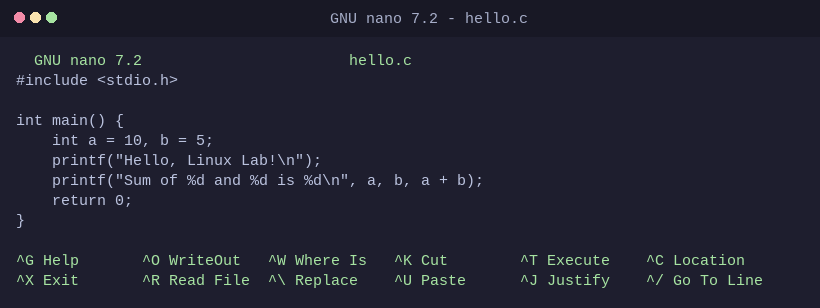 GNU nano 7.2 - hello.c
GNU nano 7.2                       hello.c
#include <stdio.h>

int main() {
    int a = 10, b = 5;
    printf("Hello, Linux Lab!\n");
    printf("Sum of %d and %d is %d\n", a, b, a + b);
    return 0;
}

^G Help       ^O WriteOut   ^W Where Is   ^K Cut        ^T Execute    ^C Location
^X Exit       ^R Read File  ^\ Replace    ^U Paste      ^J Justify    ^/ Go To Line